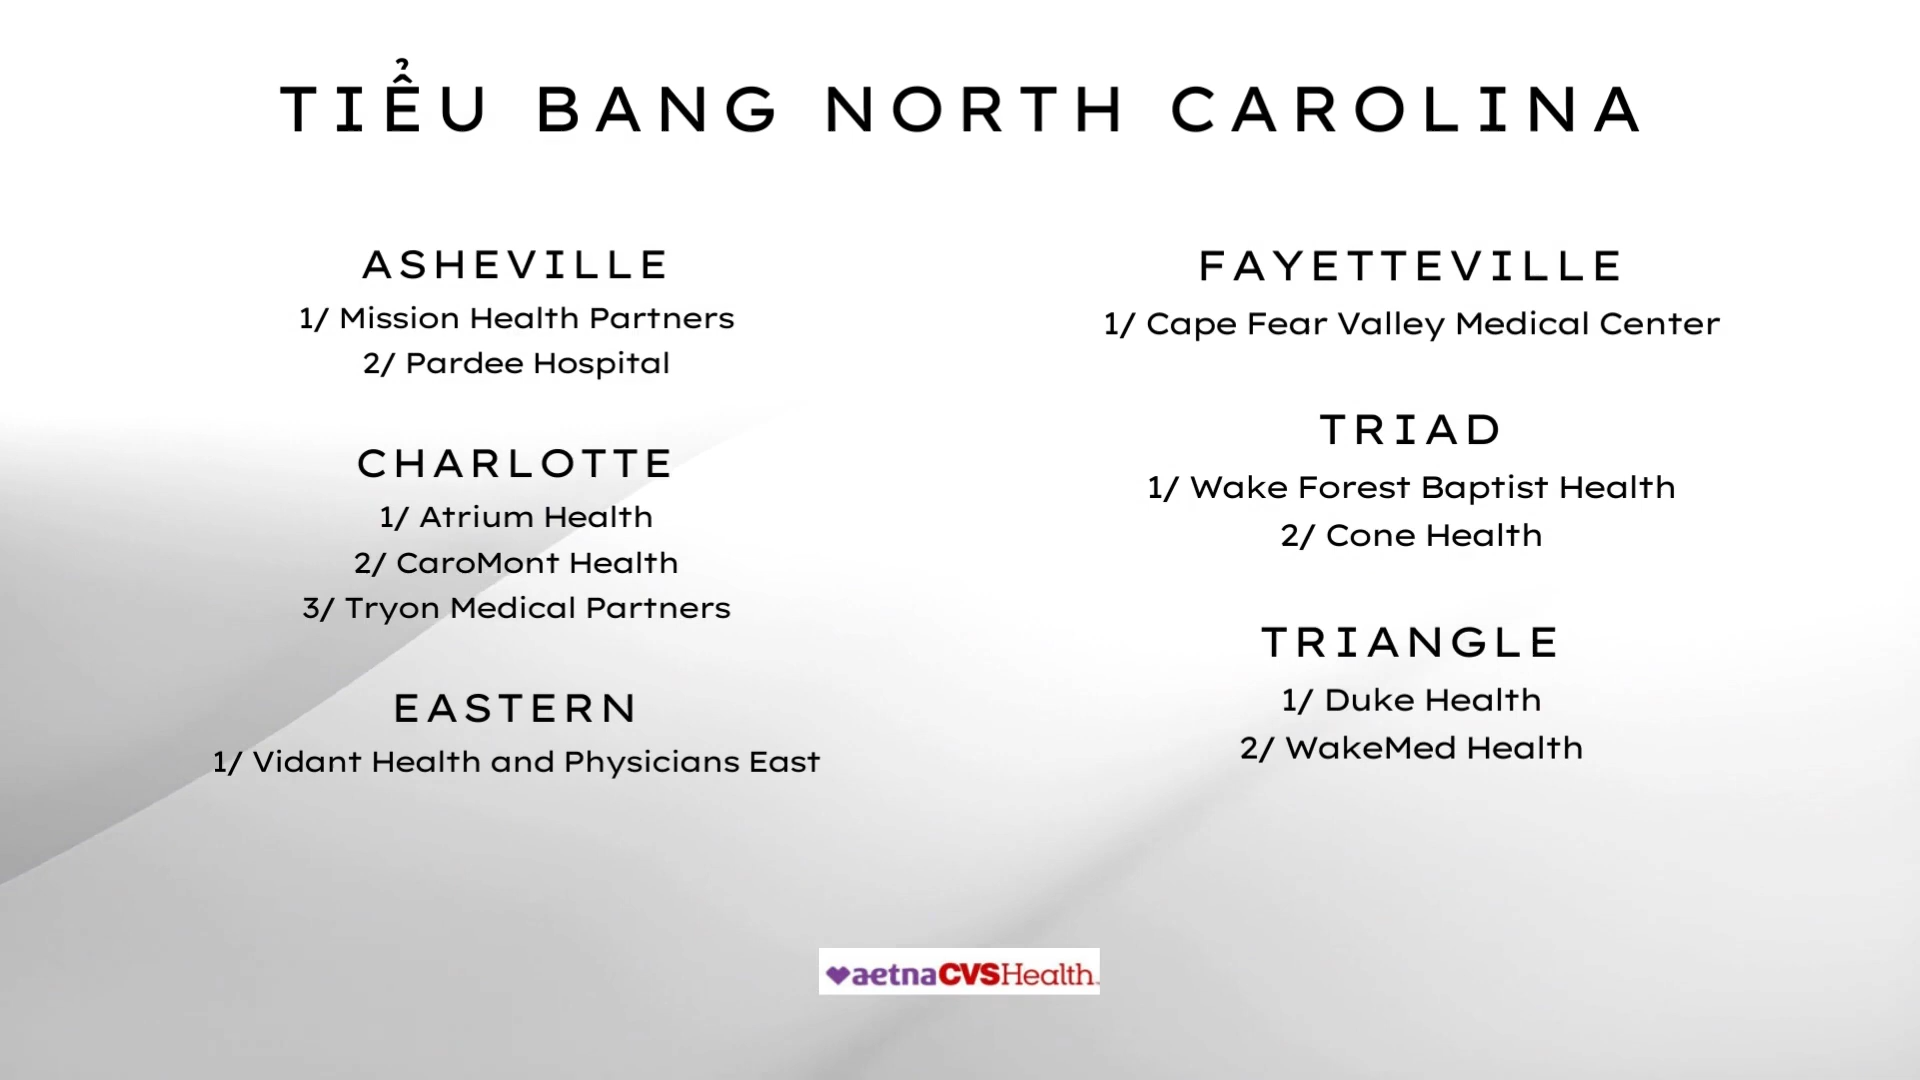 TIỂU BANG NORTH CAROLINA
ASHEVILLE
1/ Mission Health Partners
2/ Pardee Hospital
CHARLOTTE
1/ Atrium Health
2/ CaroMont Health
3/ Tryon Medical Partners
EASTERN
1/ Vidant Health and Physicians East
FAYETTEVILLE
1/ Cape Fear Valley Medical Center
TRIAD
1/ Wake Forest Baptist Health
2/ Cone Health
TRIANGLE
1/ Duke Health
2/ WakeMed Health
aetnaCVSHealth.